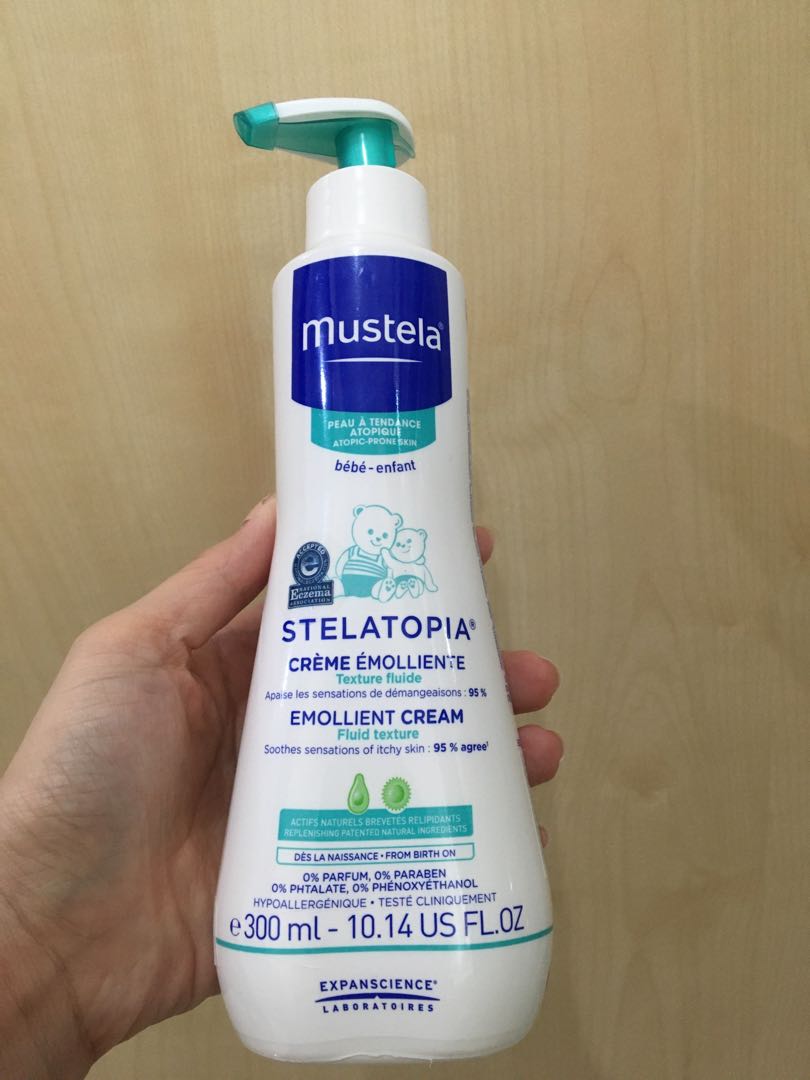 mustela®
PEAU À TENDANCE
ATOPIQUE
ATOPIC-PRONE SKIN
bébé - enfant
ACCEPTED
e
NATIONAL
Eczema
ASSOCIATION
STELATOPIA®
CRÈME ÉMOLLIENTE
Texture fluide
Apaise les sensations de démangeaisons : 95 %
EMOLLIENT CREAM
Fluid texture
Soothes sensations of itchy skin : 95 % agree¹
ACTIFS NATURELS BREVETÉS RELIPIDANTS
REPLENISHING PATENTED NATURAL INGREDIENTS
DÈS LA NAISSANCE • FROM BIRTH ON
0% PARFUM, 0% PARABEN
0% PHTALATE, 0% PHÉNOXYÉTHANOL
HYPOALLERGÉNIQUE • TESTÉ CLINIQUEMENT
e 300 ml - 10.14 US FL.OZ
EXPANSCIENCE®
LABORATOIRES